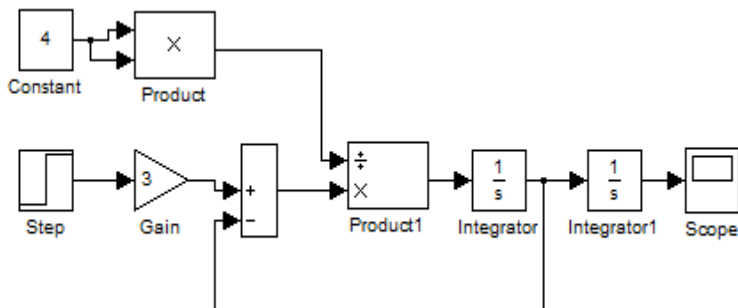 4
×
Constant
Product
3
+
−
÷
×
1
s
1
s
Step
Gain
Product1
Integrator
Integrator1
Scope